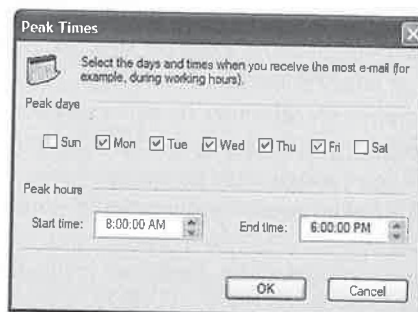 Peak Times
Select the days and times when you receive the most e-mail (for
example, during working hours).
Peak days
Sun Mon Tue Wed Thu Fri Sat
Peak hours
Start time: 8:00:00 AM End time: 6:00:00 PM
OK Cancel